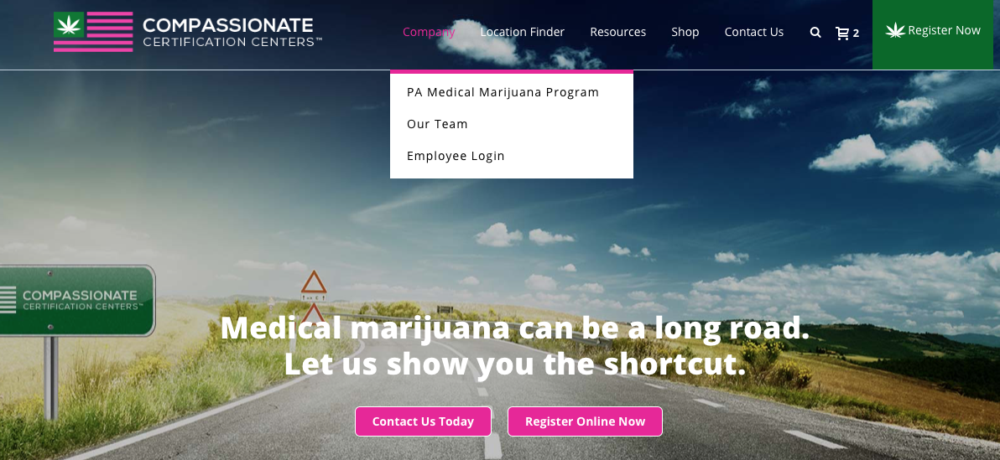 COMPASSIONATE
CERTIFICATION CENTERS™
Company Location Finder Resources Shop Contact Us 2 Register Now
PA Medical Marijuana Program
Our Team
Employee Login
COMPASSIONATE
CERTIFICATION CENTERS™
Medical marijuana can be a long road.
Let us show you the shortcut.
Contact Us Today Register Online Now